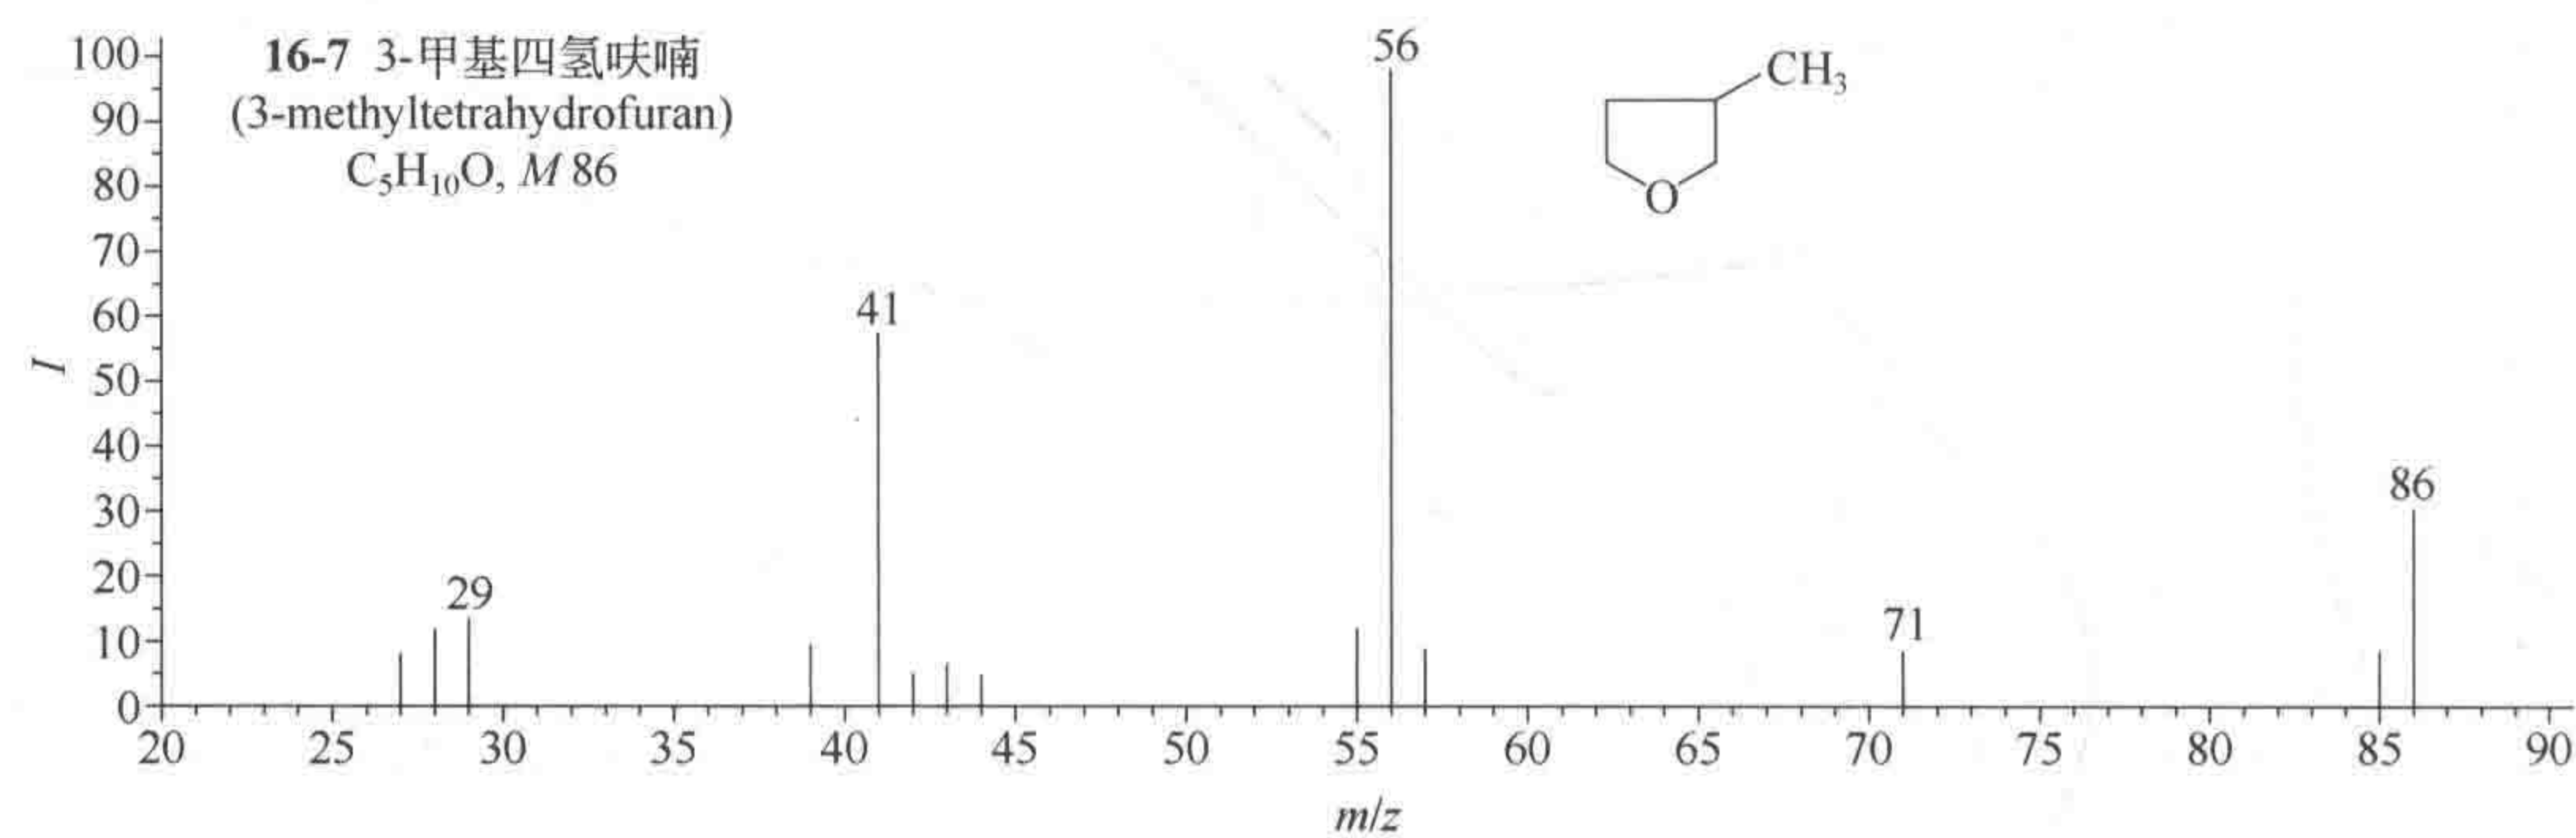 16-7 3-甲基四氢呋喃
(3-methyltetrahydrofuran)
C₅H₁₀O, M 86
100
90
80
70
60
50
40
30
20
10
0
I
29
41
56
71
86
CH₃
O
20 25 30 35 40 45 50 55 60 65 70 75 80 85 90
m/z